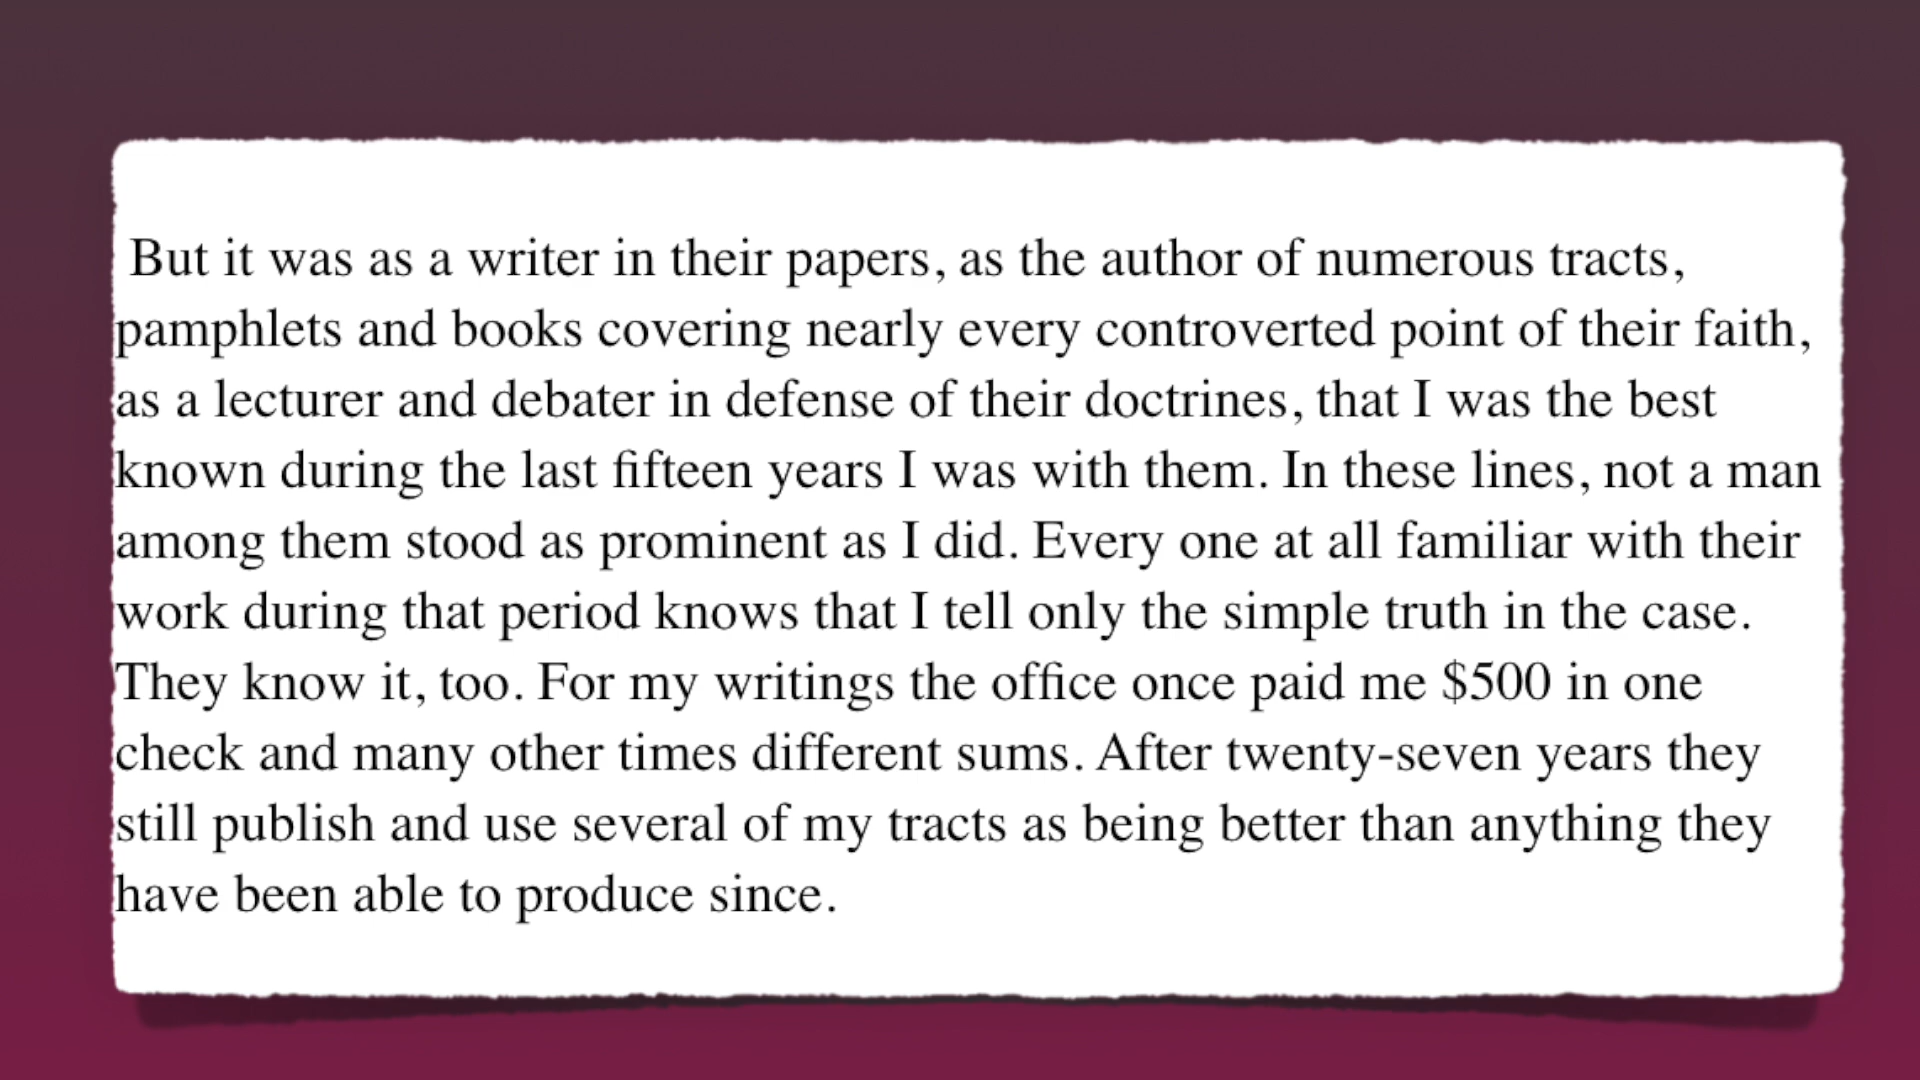 But it was as a writer in their papers, as the author of numerous tracts,
pamphlets and books covering nearly every controverted point of their faith,
as a lecturer and debater in defense of their doctrines, that I was the best
known during the last fifteen years I was with them. In these lines, not a man
among them stood as prominent as I did. Every one at all familiar with their
work during that period knows that I tell only the simple truth in the case.
They know it, too. For my writings the office once paid me $500 in one
check and many other times different sums. After twenty-seven years they
still publish and use several of my tracts as being better than anything they
have been able to produce since.